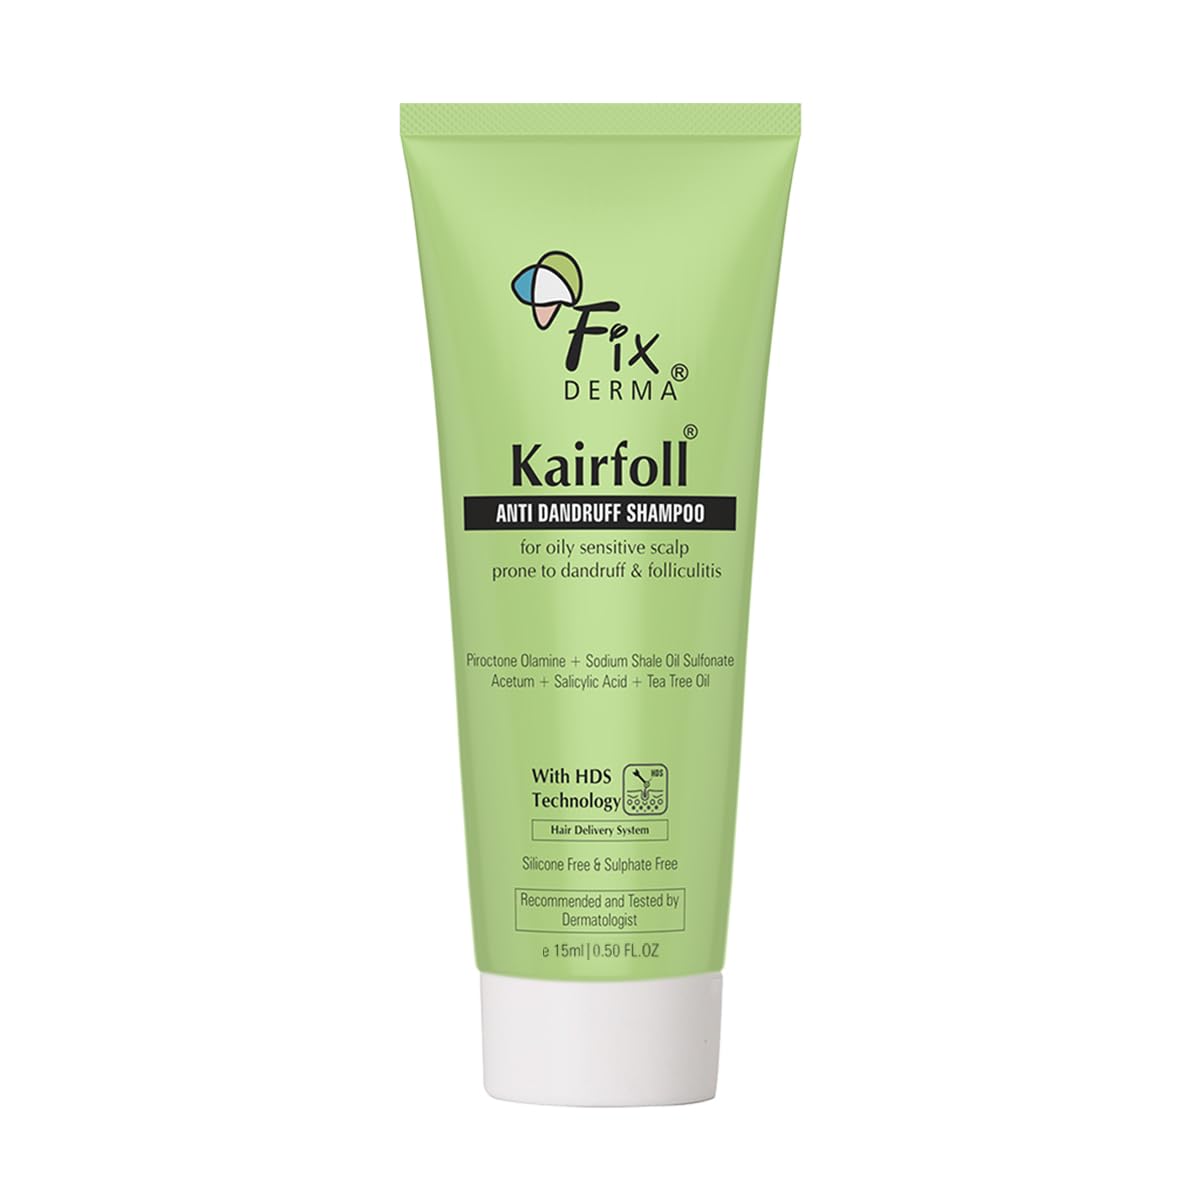 Fix
DERMA®
Kairfoll®
ANTI DANDRUFF SHAMPOO
for oily sensitive scalp
prone to dandruff & folliculitis
Piroctone Olamine + Sodium Shale Oil Sulfonate
Acetum + Salicylic Acid + Tea Tree Oil
With HDS
Technology
HDS
Hair Delivery System
Silicone Free & Sulphate Free
Recommended and Tested by
Dermatologist
e 15ml|0.50 FL.OZ